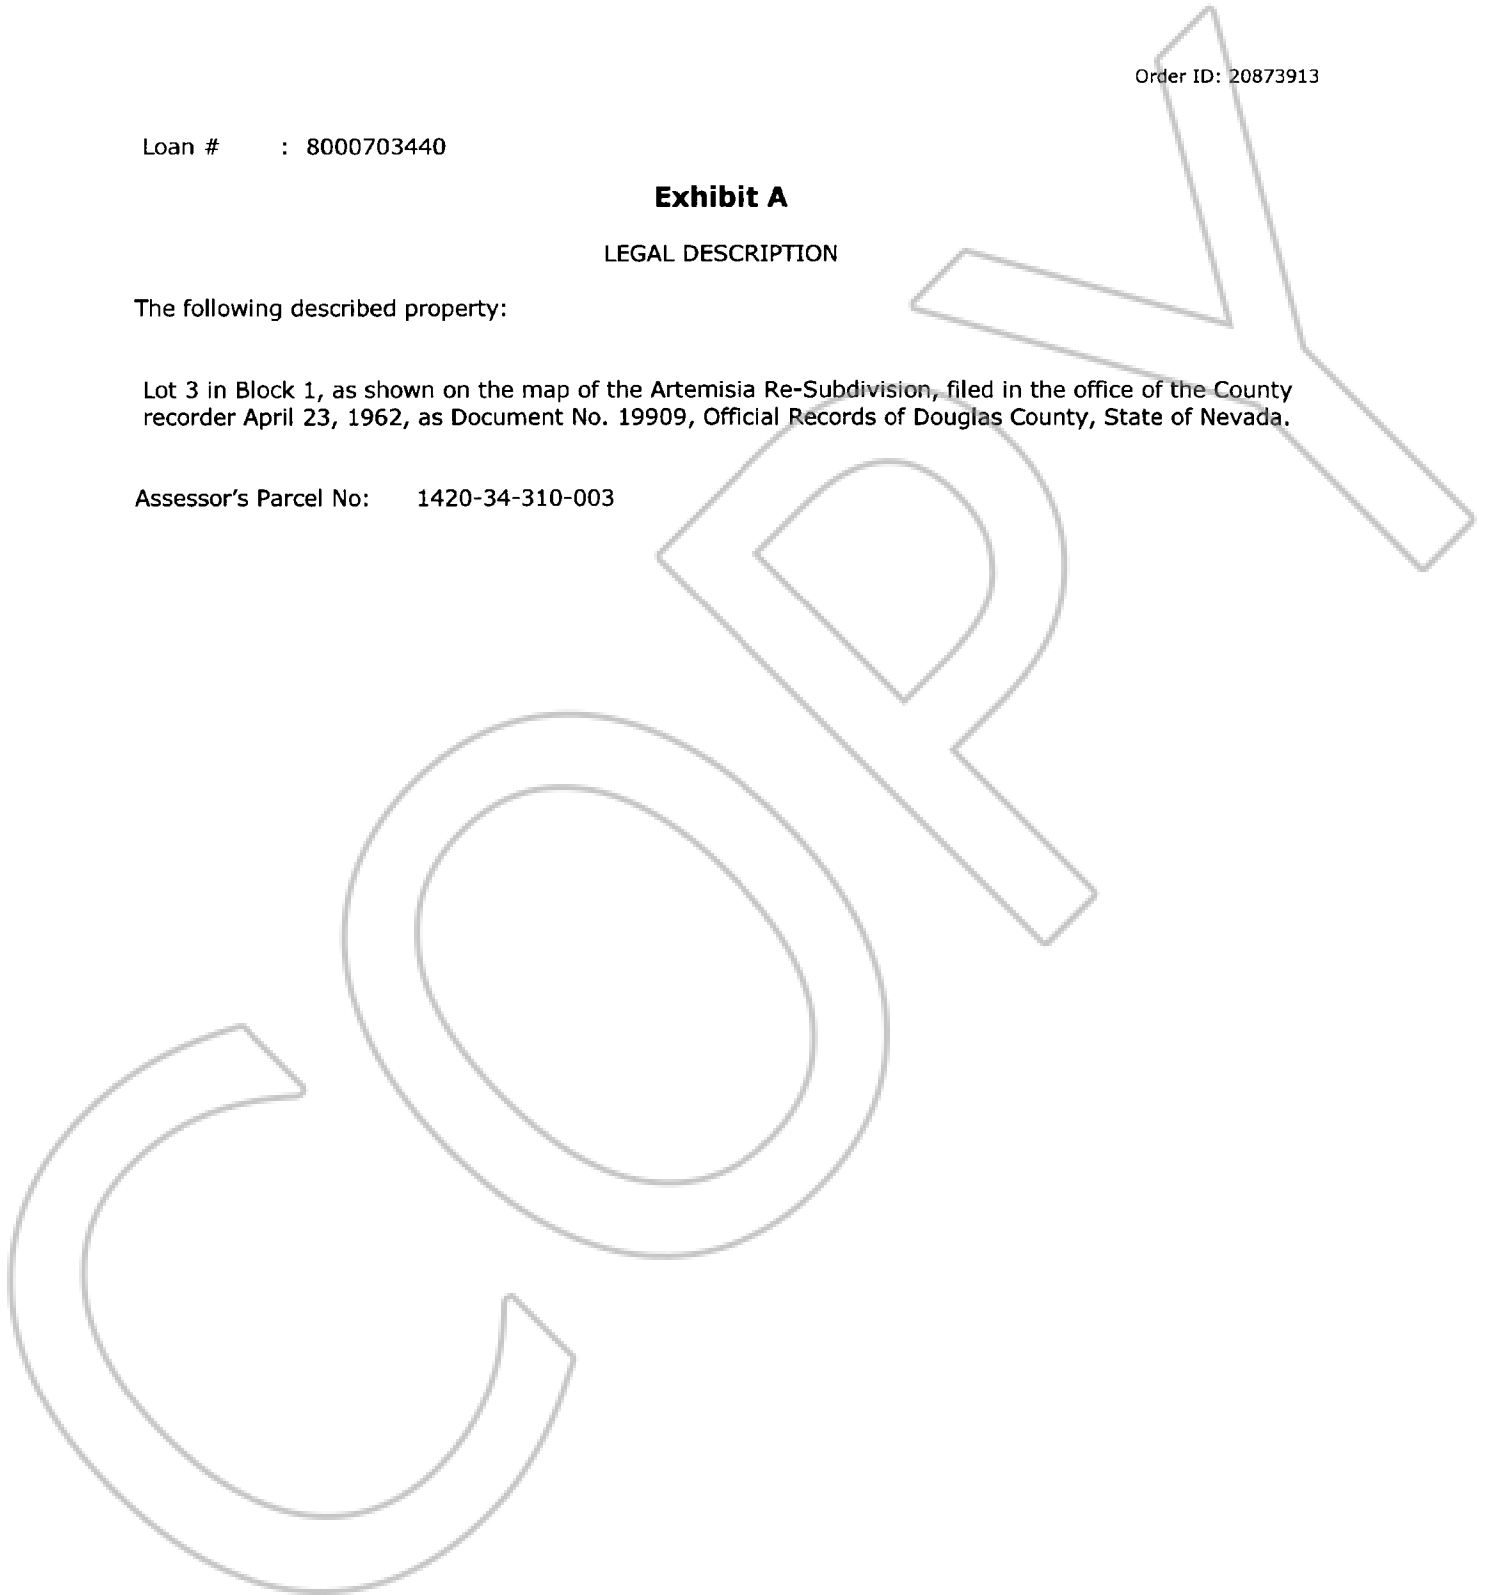 Order ID: 20873913
Loan # : 8000703440
Exhibit A
LEGAL DESCRIPTION
The following described property:
Lot 3 in Block 1, as shown on the map of the Artemisia Re-Subdivision, filed in the office of the County
recorder April 23, 1962, as Document No. 19909, Official Records of Douglas County, State of Nevada.
Assessor's Parcel No: 1420-34-310-003
COPY